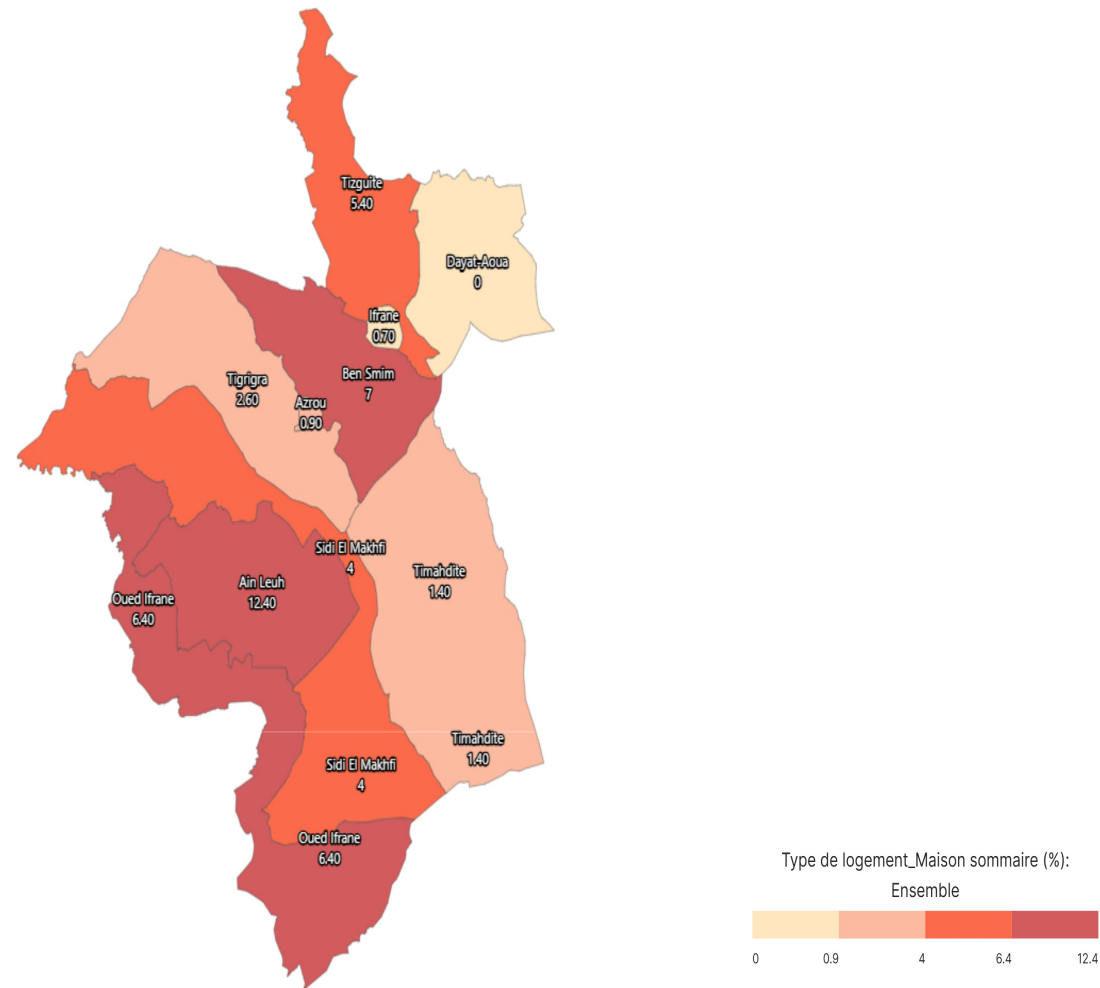 Tizguite
5.40
Dayat-Aoua
0
Ifrane
0.70
Ben Smim
7
Tigrigra
2.60
Azrou
0.90
Sidi El Makhfi
4
Timahdite
1.40
Ain Leuh
12.40
Oued Ifrane
6.40
Timahdite
1.40
Sidi El Makhfi
4
Oued Ifrane
6.40
Type de logement_Maison sommaire (%):
Ensemble
0 0.9 4 6.4 12.4